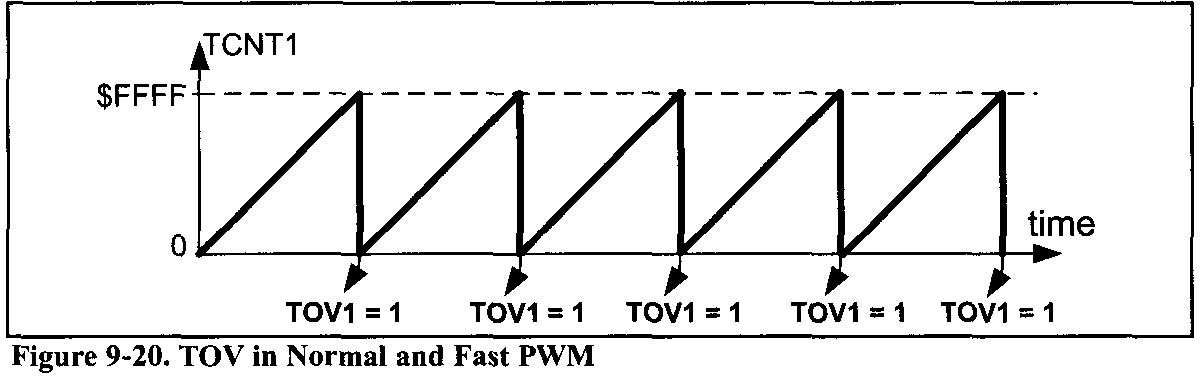 TCNT1
$FFFF
time
0
TOV1 = 1 TOV1 = 1 TOV1 = 1 TOV1 = 1 TOV1 = 1
Figure 9-20. TOV in Normal and Fast PWM